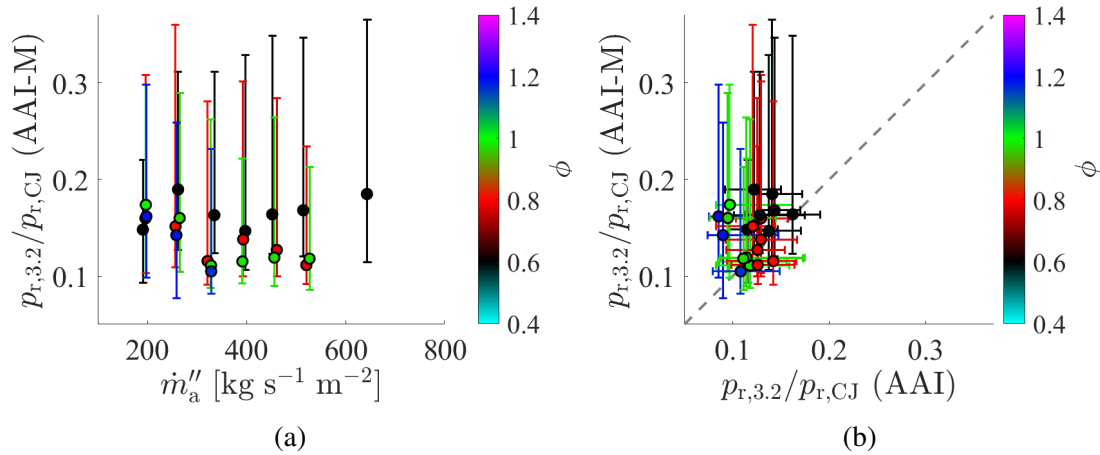 p_{r,3.2}/p_{r,CJ} (AAI-M)
0.3
0.2
0.1
200 400 600 800
ṁ″_a [kg s⁻¹ m⁻²]
1.4
1.2
1
0.8
0.6
0.4
ϕ
(a)
p_{r,3.2}/p_{r,CJ} (AAI-M)
0.3
0.2
0.1
0.1 0.2 0.3
p_{r,3.2}/p_{r,CJ} (AAI)
1.4
1.2
1
0.8
0.6
0.4
ϕ
(b)